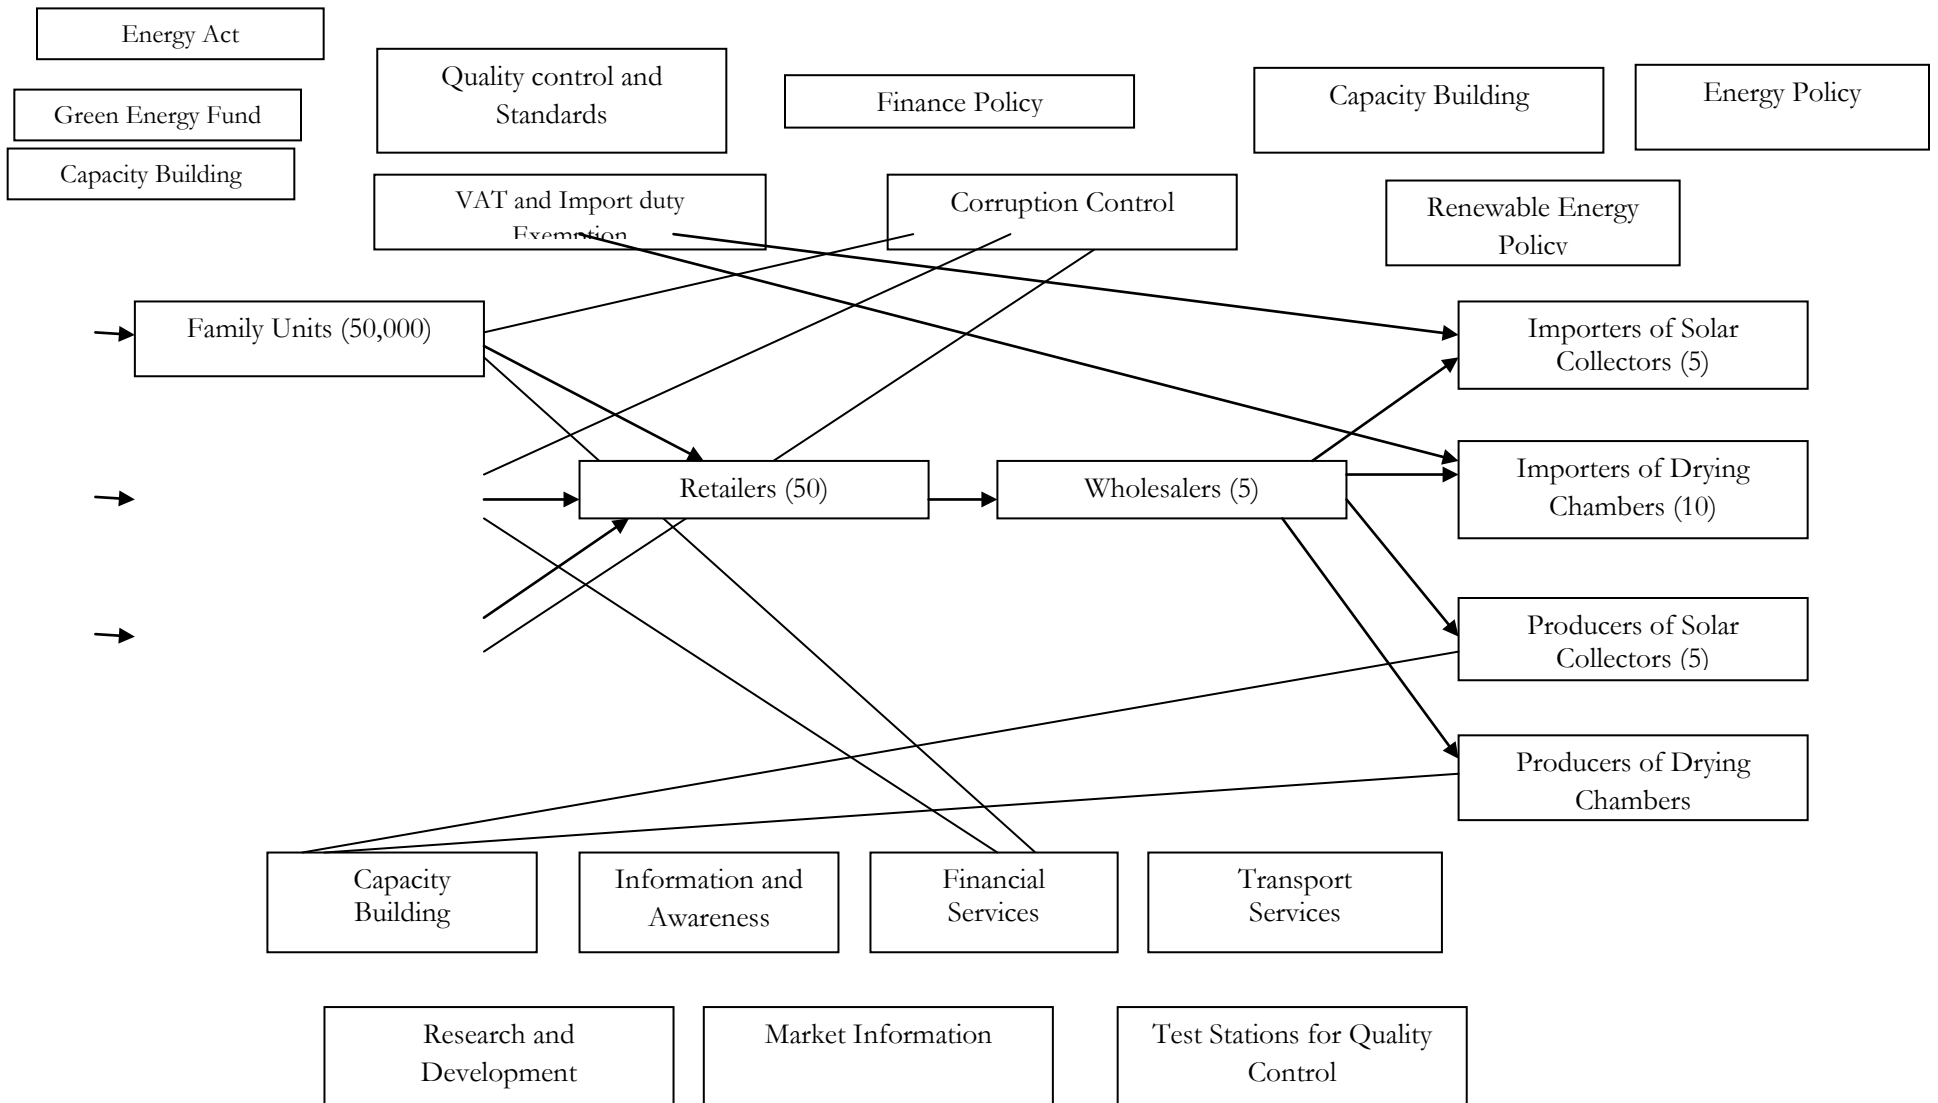 Energy Act
Green Energy Fund
Capacity Building
Quality control and
Standards
Finance Policy
Capacity Building
Energy Policy
VAT and Import duty
Exemption
Corruption Control
Renewable Energy
Policy
Family Units (50,000)
Importers of Solar
Collectors (5)
Retailers (50)
Wholesalers (5)
Importers of Drying
Chambers (10)
Producers of Solar
Collectors (5)
Producers of Drying
Chambers
Capacity
Building
Information and
Awareness
Financial
Services
Transport
Services
Research and
Development
Market Information
Test Stations for Quality
Control